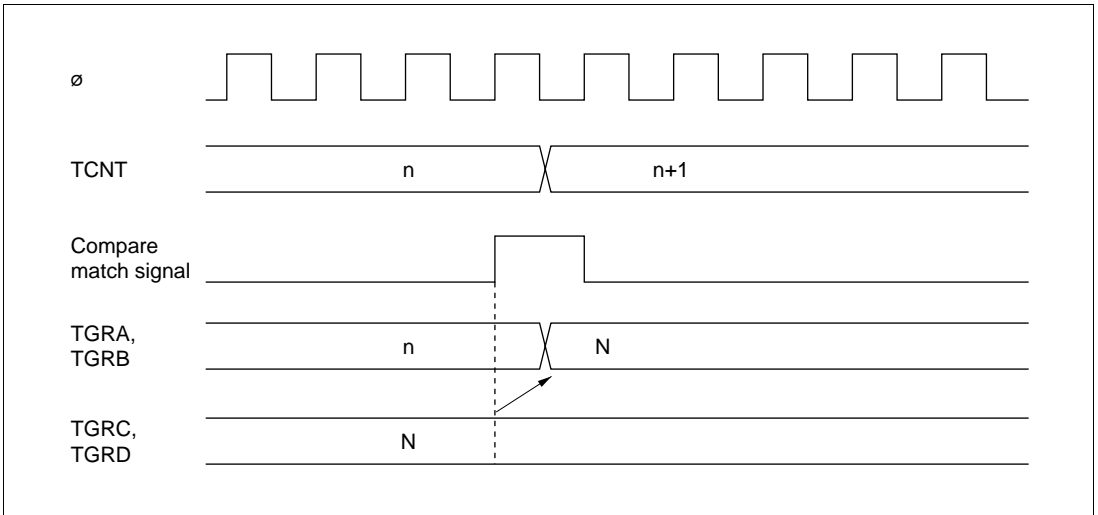 ø
TCNT
n
n+1
Compare
match signal
TGRA,
TGRB
n
N
TGRC,
TGRD
N